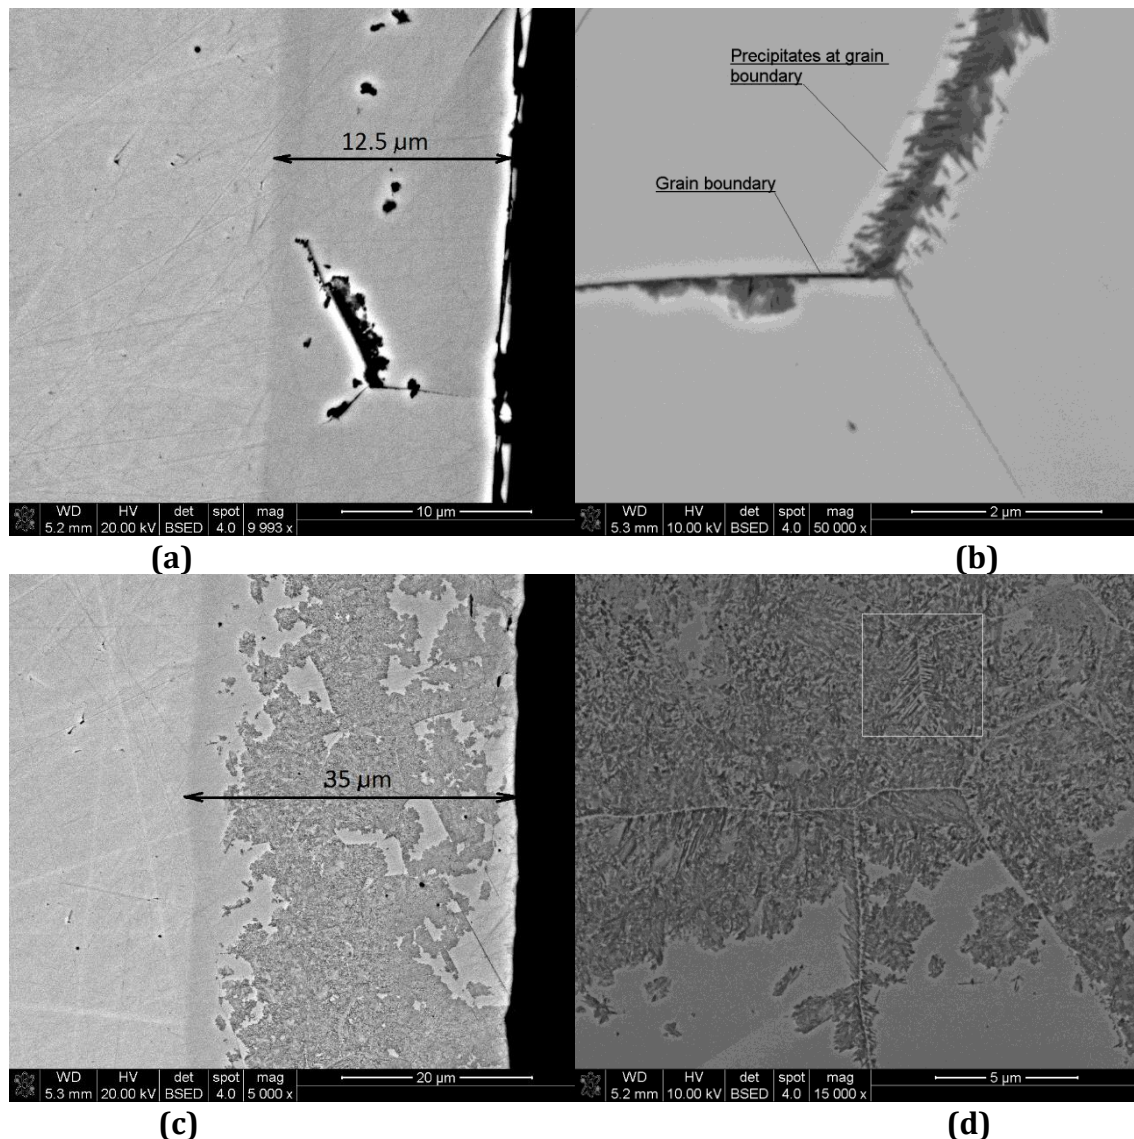 12.5 µm
Precipitates at grain
boundary
Grain boundary
WD HV det spot mag
5.2 mm 20.00 kV BSED 4.0 9 993 x
10 µm
WD HV det spot mag
5.3 mm 10.00 kV BSED 4.0 50 000 x
2 µm
(a)
(b)
35 µm
WD HV det spot mag
5.3 mm 20.00 kV BSED 4.0 5 000 x
20 µm
WD HV det spot mag
5.2 mm 10.00 kV BSED 4.0 15 000 x
5 µm
(c)
(d)